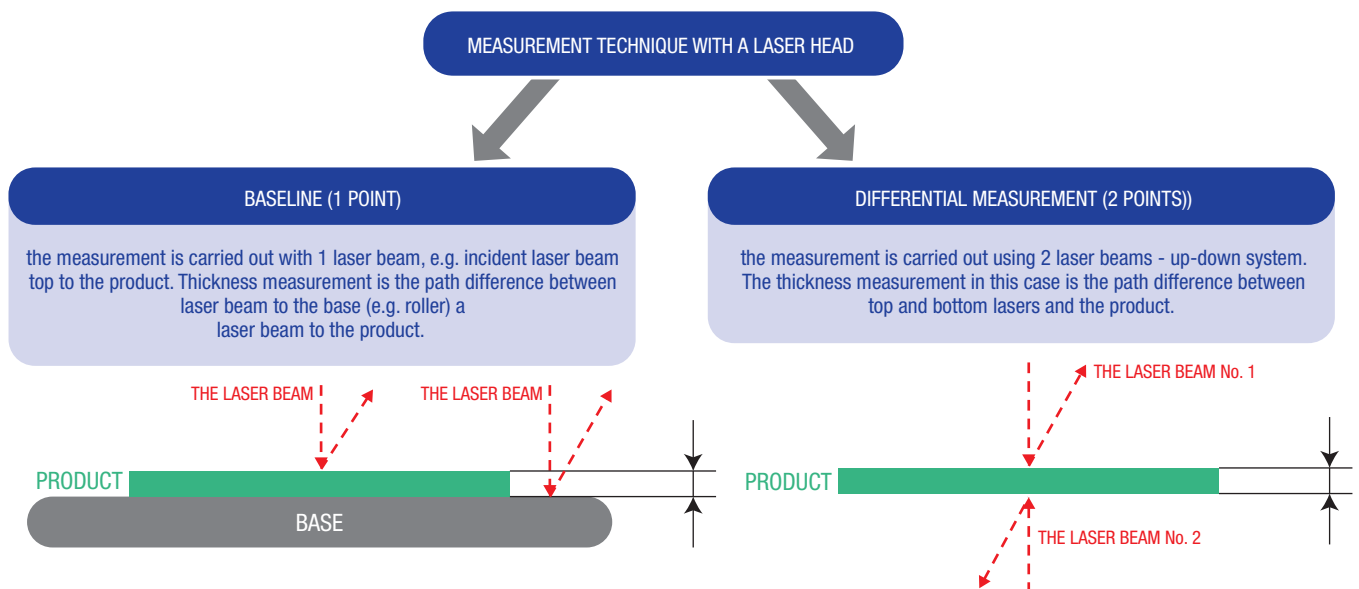 MEASUREMENT TECHNIQUE WITH A LASER HEAD
BASELINE (1 POINT)
the measurement is carried out with 1 laser beam, e.g. incident laser beam
top to the product. Thickness measurement is the path difference between
laser beam to the base (e.g. roller) a
laser beam to the product.
DIFFERENTIAL MEASUREMENT (2 POINTS))
the measurement is carried out using 2 laser beams - up-down system.
The thickness measurement in this case is the path difference between
top and bottom lasers and the product.
THE LASER BEAM
THE LASER BEAM
PRODUCT
BASE
THE LASER BEAM No. 1
PRODUCT
THE LASER BEAM No. 2